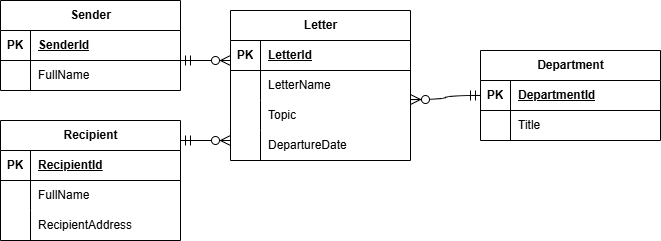 Sender
PK SenderId
FullName
Letter
PK LetterId
LetterName
Topic
DepartureDate
Department
PK DepartmentId
Title
Recipient
PK RecipientId
FullName
RecipientAddress